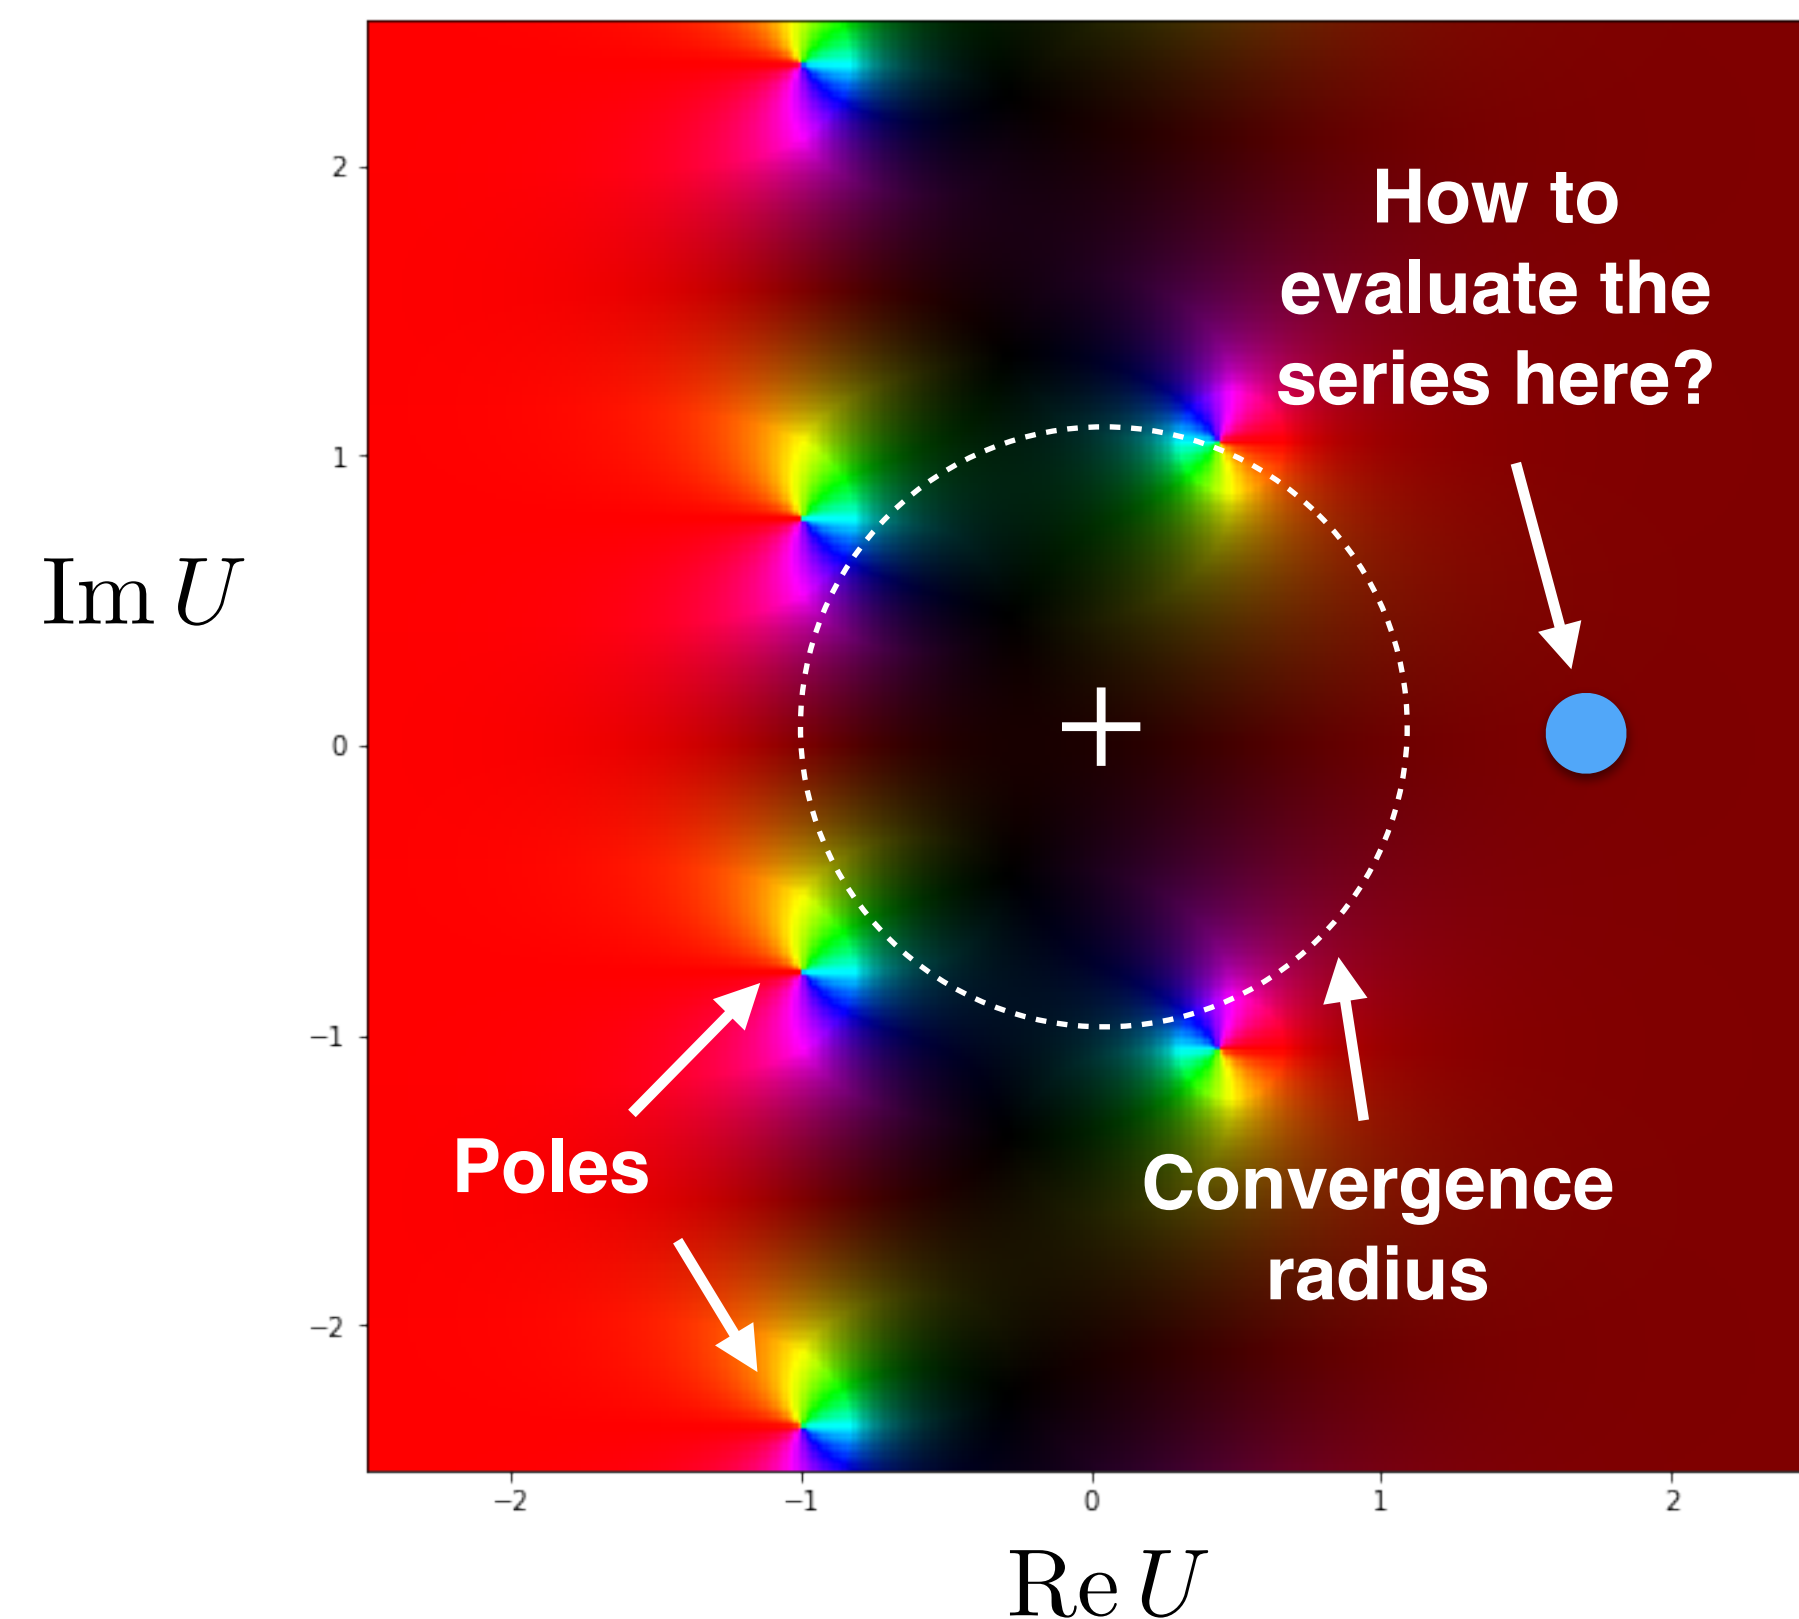 How to
evaluate the
series here?
2
1
Im U
0
−1
Poles
Convergence
radius
−2
−2
−1
0
1
2
Re U